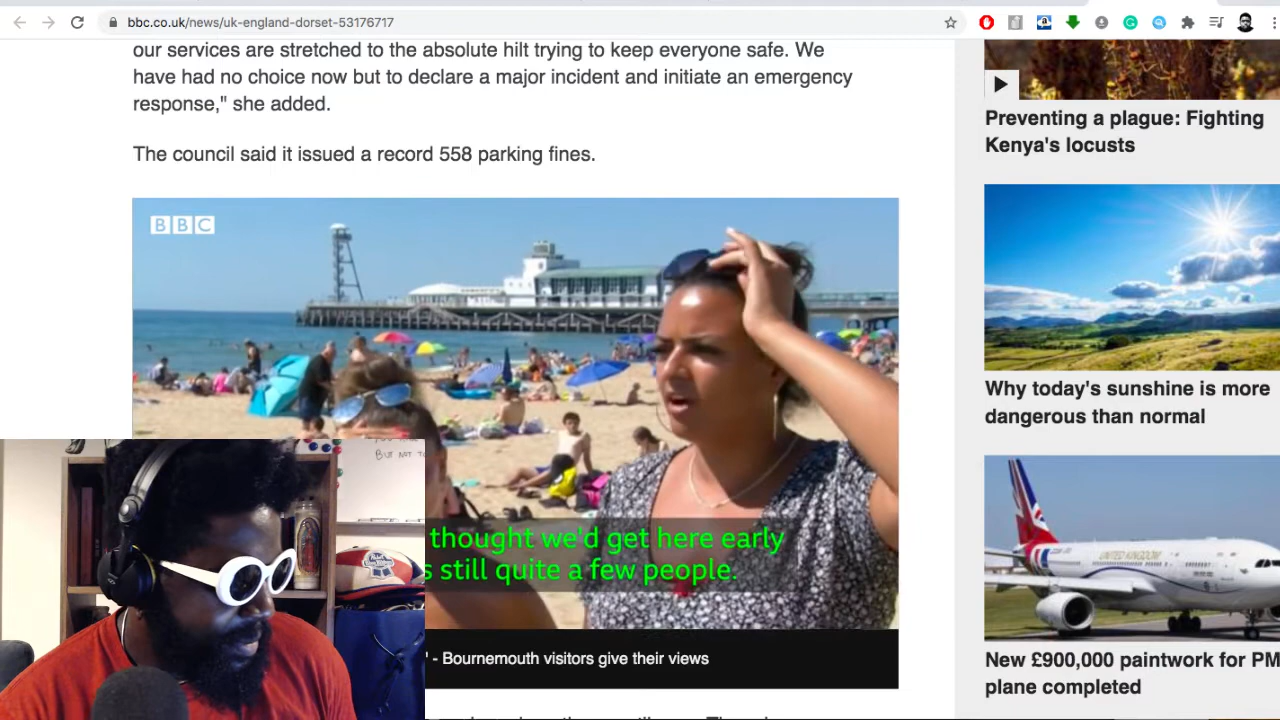 bbc.co.uk/news/uk-england-dorset-53176717
our services are stretched to the absolute hilt trying to keep everyone safe. We
have had no choice now but to declare a major incident and initiate an emergency
response," she added.
The council said it issued a record 558 parking fines.
BBC
thought we'd get here early
s still quite a few people.
' - Bournemouth visitors give their views
BUT NOT
Preventing a plague: Fighting
Kenya's locusts
Why today's sunshine is more
dangerous than normal
UNITED KINGDOM
New £900,000 paintwork for PM
plane completed